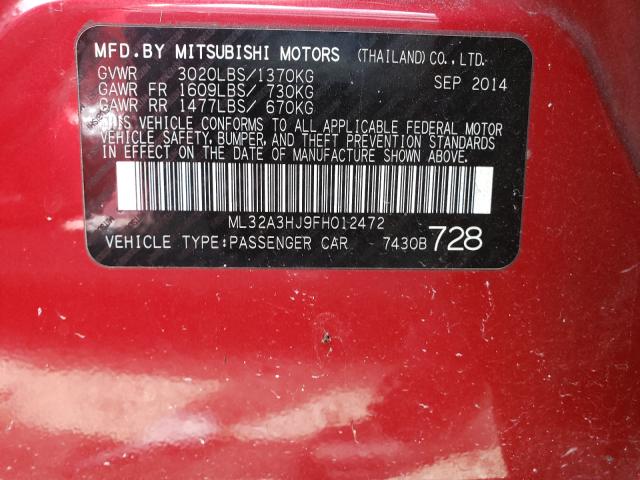 MFD. BY MITSUBISHI MOTORS (THAILAND) CO., LTD.
GVWR 3020LBS/1370KG SEP 2014
GAWR FR 1609LBS/ 730KG
GAWR RR 1477LBS/ 670KG
THIS VEHICLE CONFORMS TO ALL APPLICABLE FEDERAL MOTOR
VEHICLE SAFETY, BUMPER, AND THEFT PREVENTION STANDARDS
IN EFFECT ON THE DATE OF MANUFACTURE SHOWN ABOVE.
ML32A3HJ9FH012472
VEHICLE TYPE:PASSENGER CAR 7430B 728